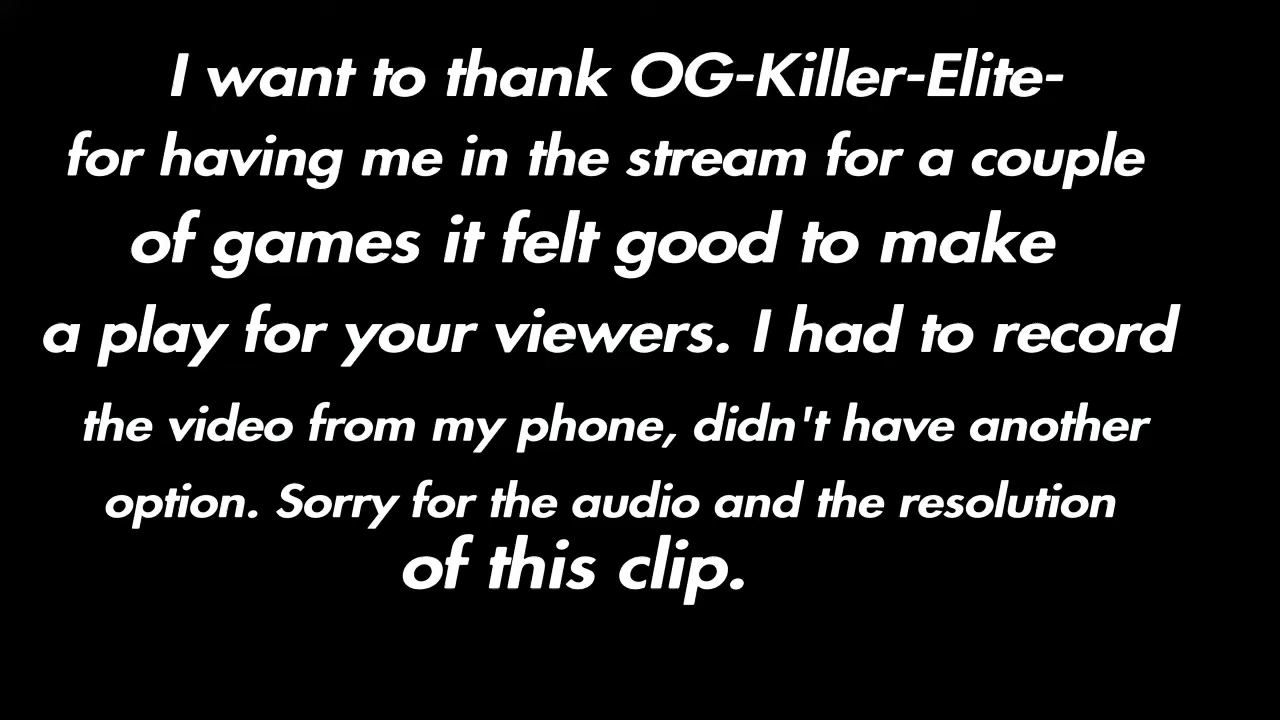 I want to thank OG-Killer-Elite-
for having me in the stream for a couple
of games it felt good to make
a play for your viewers. I had to record
the video from my phone, didn't have another
option. Sorry for the audio and the resolution
of this clip.